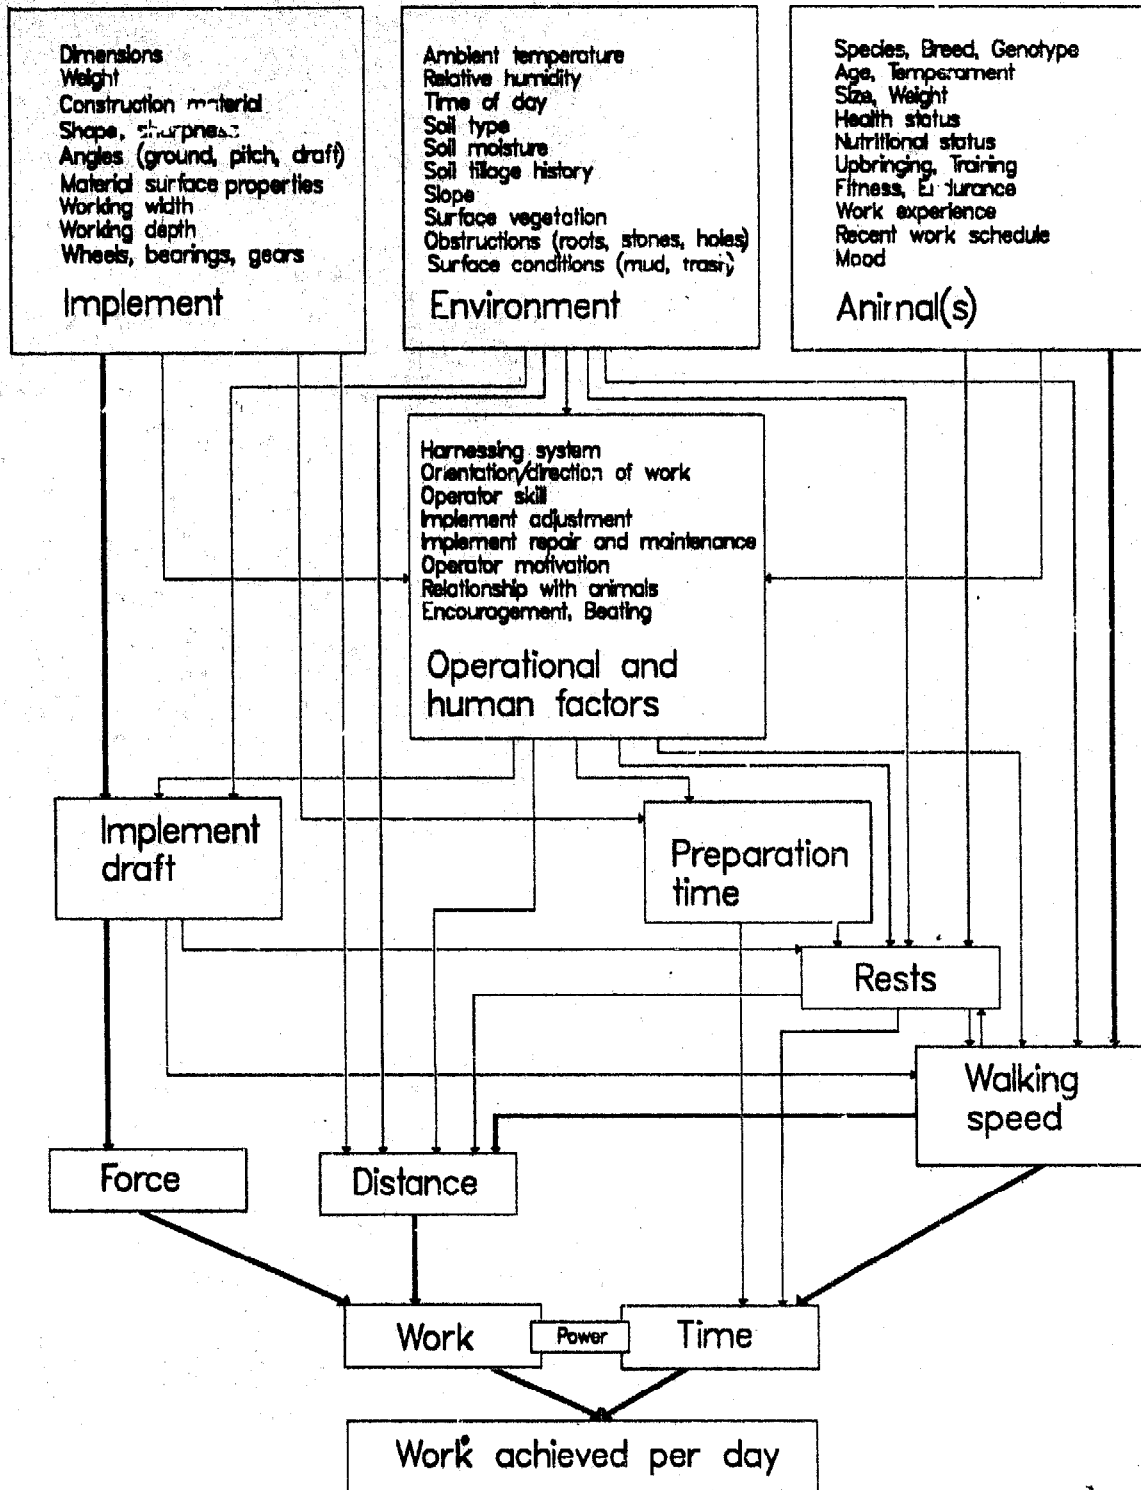 Dimensions
Weight
Construction material
Shape, sharpness
Angles (ground, pitch, draft)
Material surface properties
Working width
Working depth
Wheels, bearings, gears
Implement
Ambient temperature
Relative humidity
Time of day
Soil type
Soil moisture
Soil tillage history
Slope
Surface vegetation
Obstructions (roots, stones, holes)
Surface conditions (mud, trash)
Environment
Species, Breed, Genotype
Age, Temperament
Size, Weight
Health status
Nutritional status
Upbringing, Training
Fitness, Endurance
Work experience
Recent work schedule
Mood
Animal(s)
Harnessing system
Orientation/direction of work
Operator skill
Implement adjustment
Implement repair and maintenance
Operator motivation
Relationship with animals
Encouragement, Beating
Operational and
human factors
Implement
draft
Preparation
time
Rests
Walking
speed
Force
Distance
Work
Power
Time
Work achieved per day